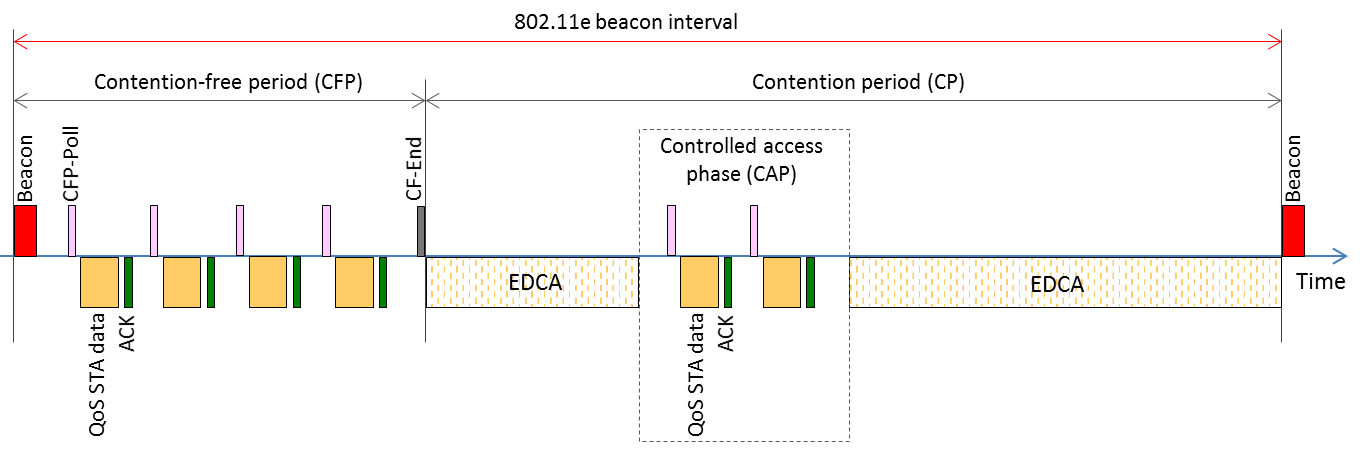 802.11e beacon interval
Contention-free period (CFP)
Contention period (CP)
Beacon
CFP-Poll
CF-End
Controlled access
phase (CAP)
Beacon
EDCA
EDCA
Time
QoS STA data
ACK
QoS STA data
ACK